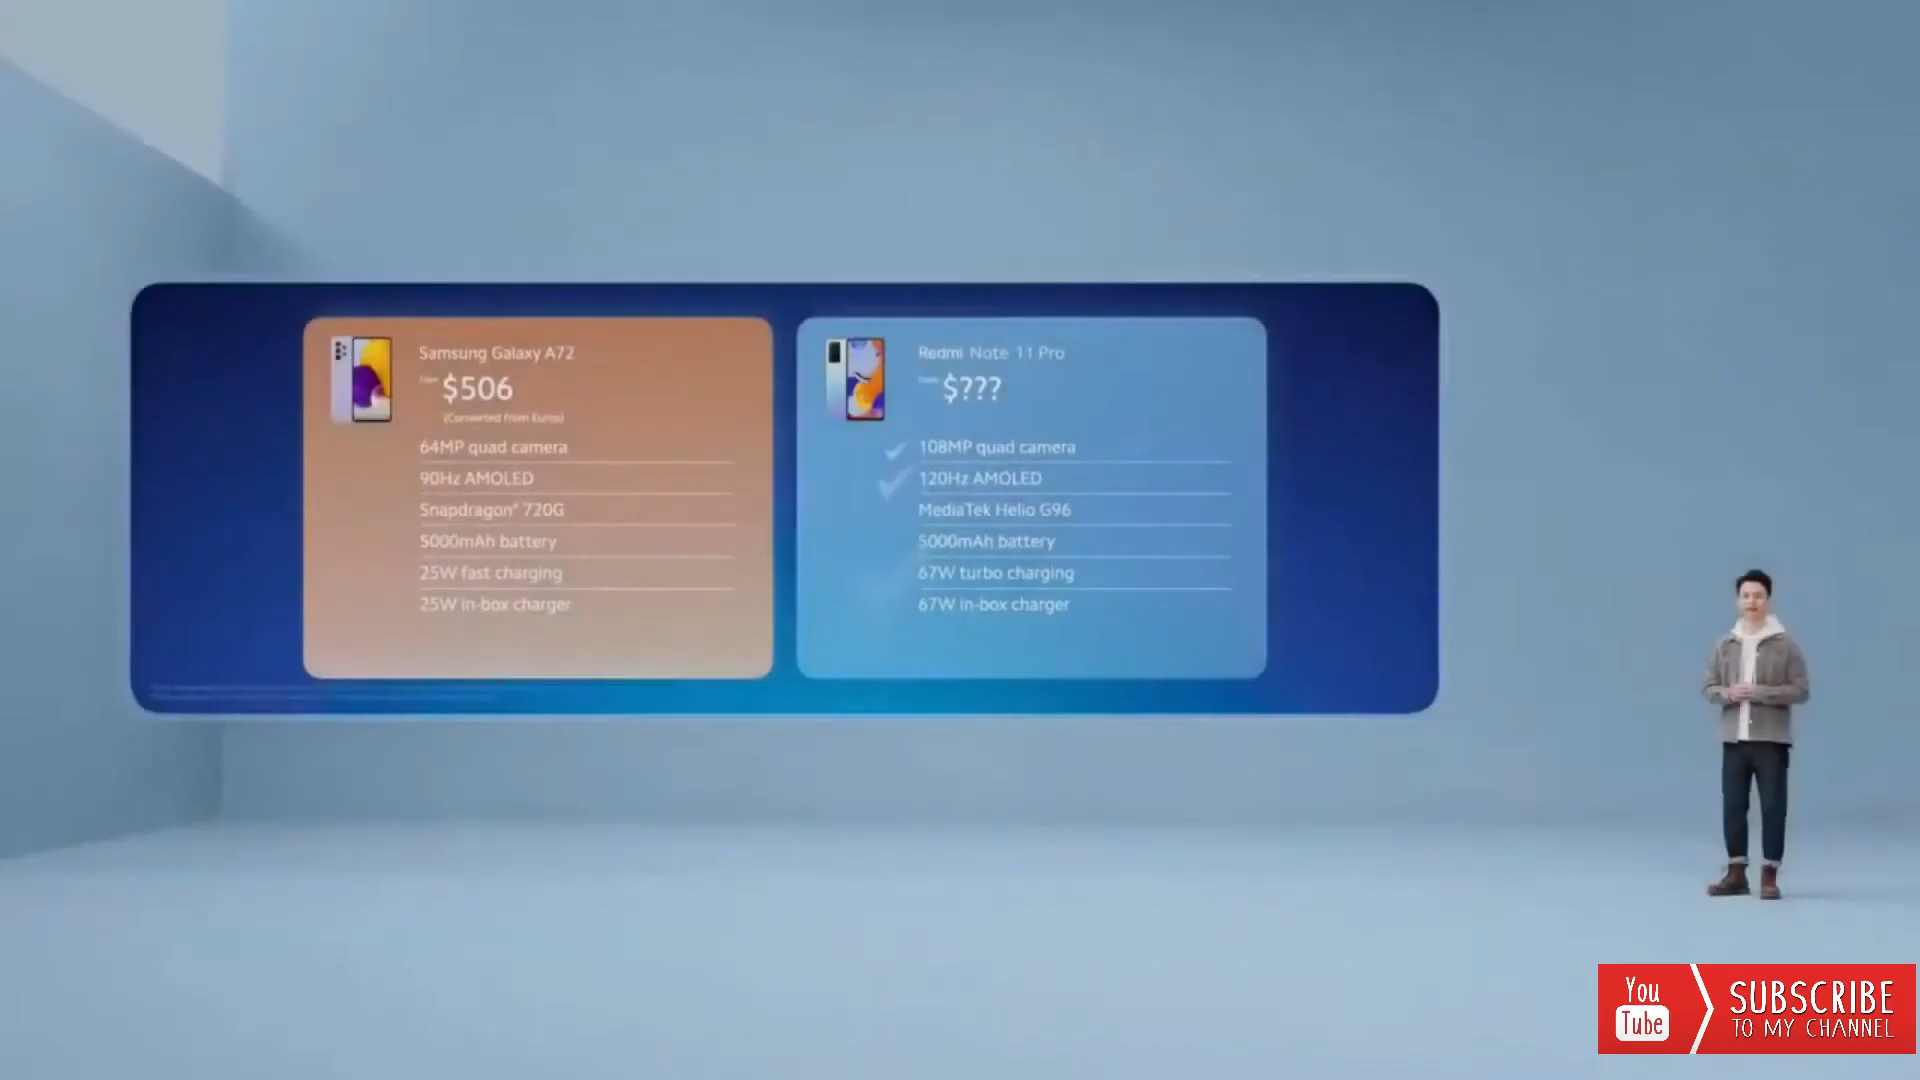 Samsung Galaxy A72
From $506
(Converted from Euros)
64MP quad camera
90Hz AMOLED
Snapdragon® 720G
5000mAh battery
25W fast charging
25W in-box charger
Redmi Note 11 Pro
From $???
108MP quad camera
120Hz AMOLED
MediaTek Helio G96
5000mAh battery
67W turbo charging
67W in-box charger
You
Tube
SUBSCRIBE
TO MY CHANNEL